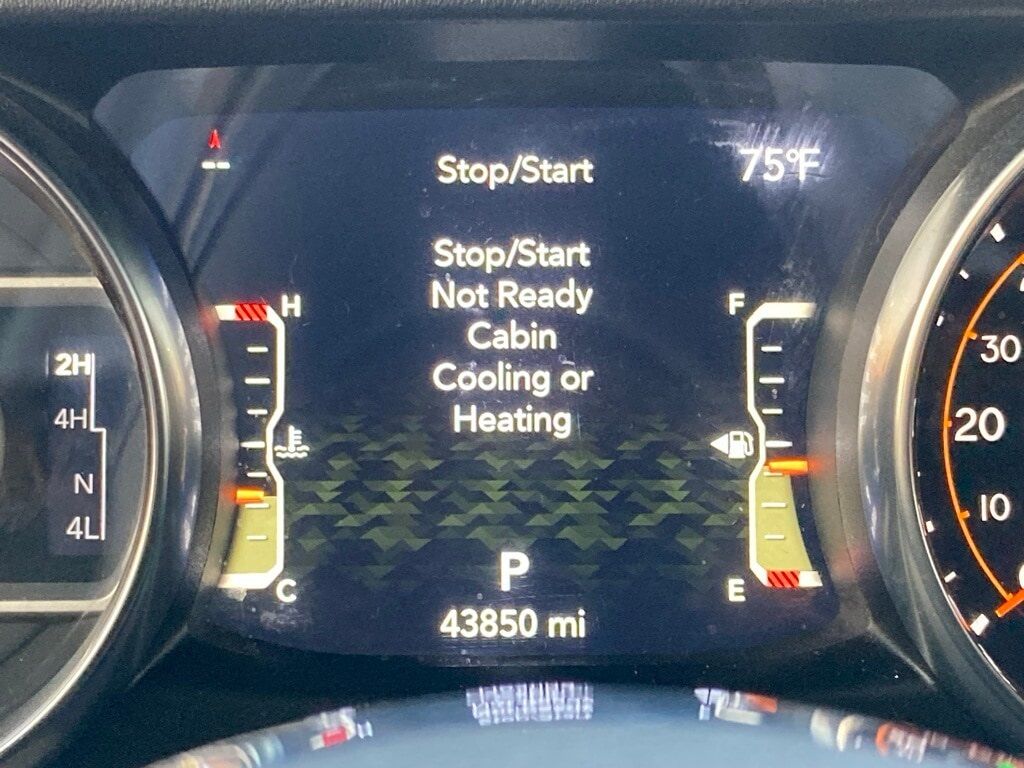 Stop/Start
75°F
Stop/Start
Not Ready
Cabin
Cooling or
Heating
H
F
2H
4H
N
4L
30
20
10
C
P
E
43850 mi